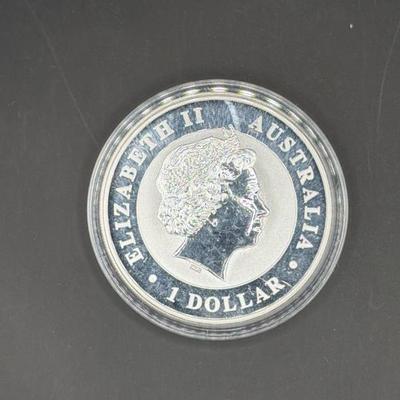 ELIZABETH II AUSTRALIA
• 1 DOLLAR •